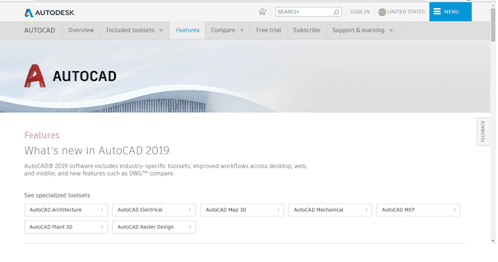 AUTODESK
SEARCH
SIGN IN
UNITED STATES
MENU
AUTOCAD
Overview
Included toolsets
Features
Compare
Free trial
Subscribe
Support & learning
AUTOCAD
FEEDBACK
Features
What's new in AutoCAD 2019
AutoCAD® 2019 software includes industry-specific toolsets; improved workflows across desktop, web,
and mobile; and new features such as DWG™ compare.
See specialized toolsets
AutoCAD Architecture
AutoCAD Electrical
AutoCAD Map 3D
AutoCAD Mechanical
AutoCAD MEP
AutoCAD Plant 3D
AutoCAD Raster Design